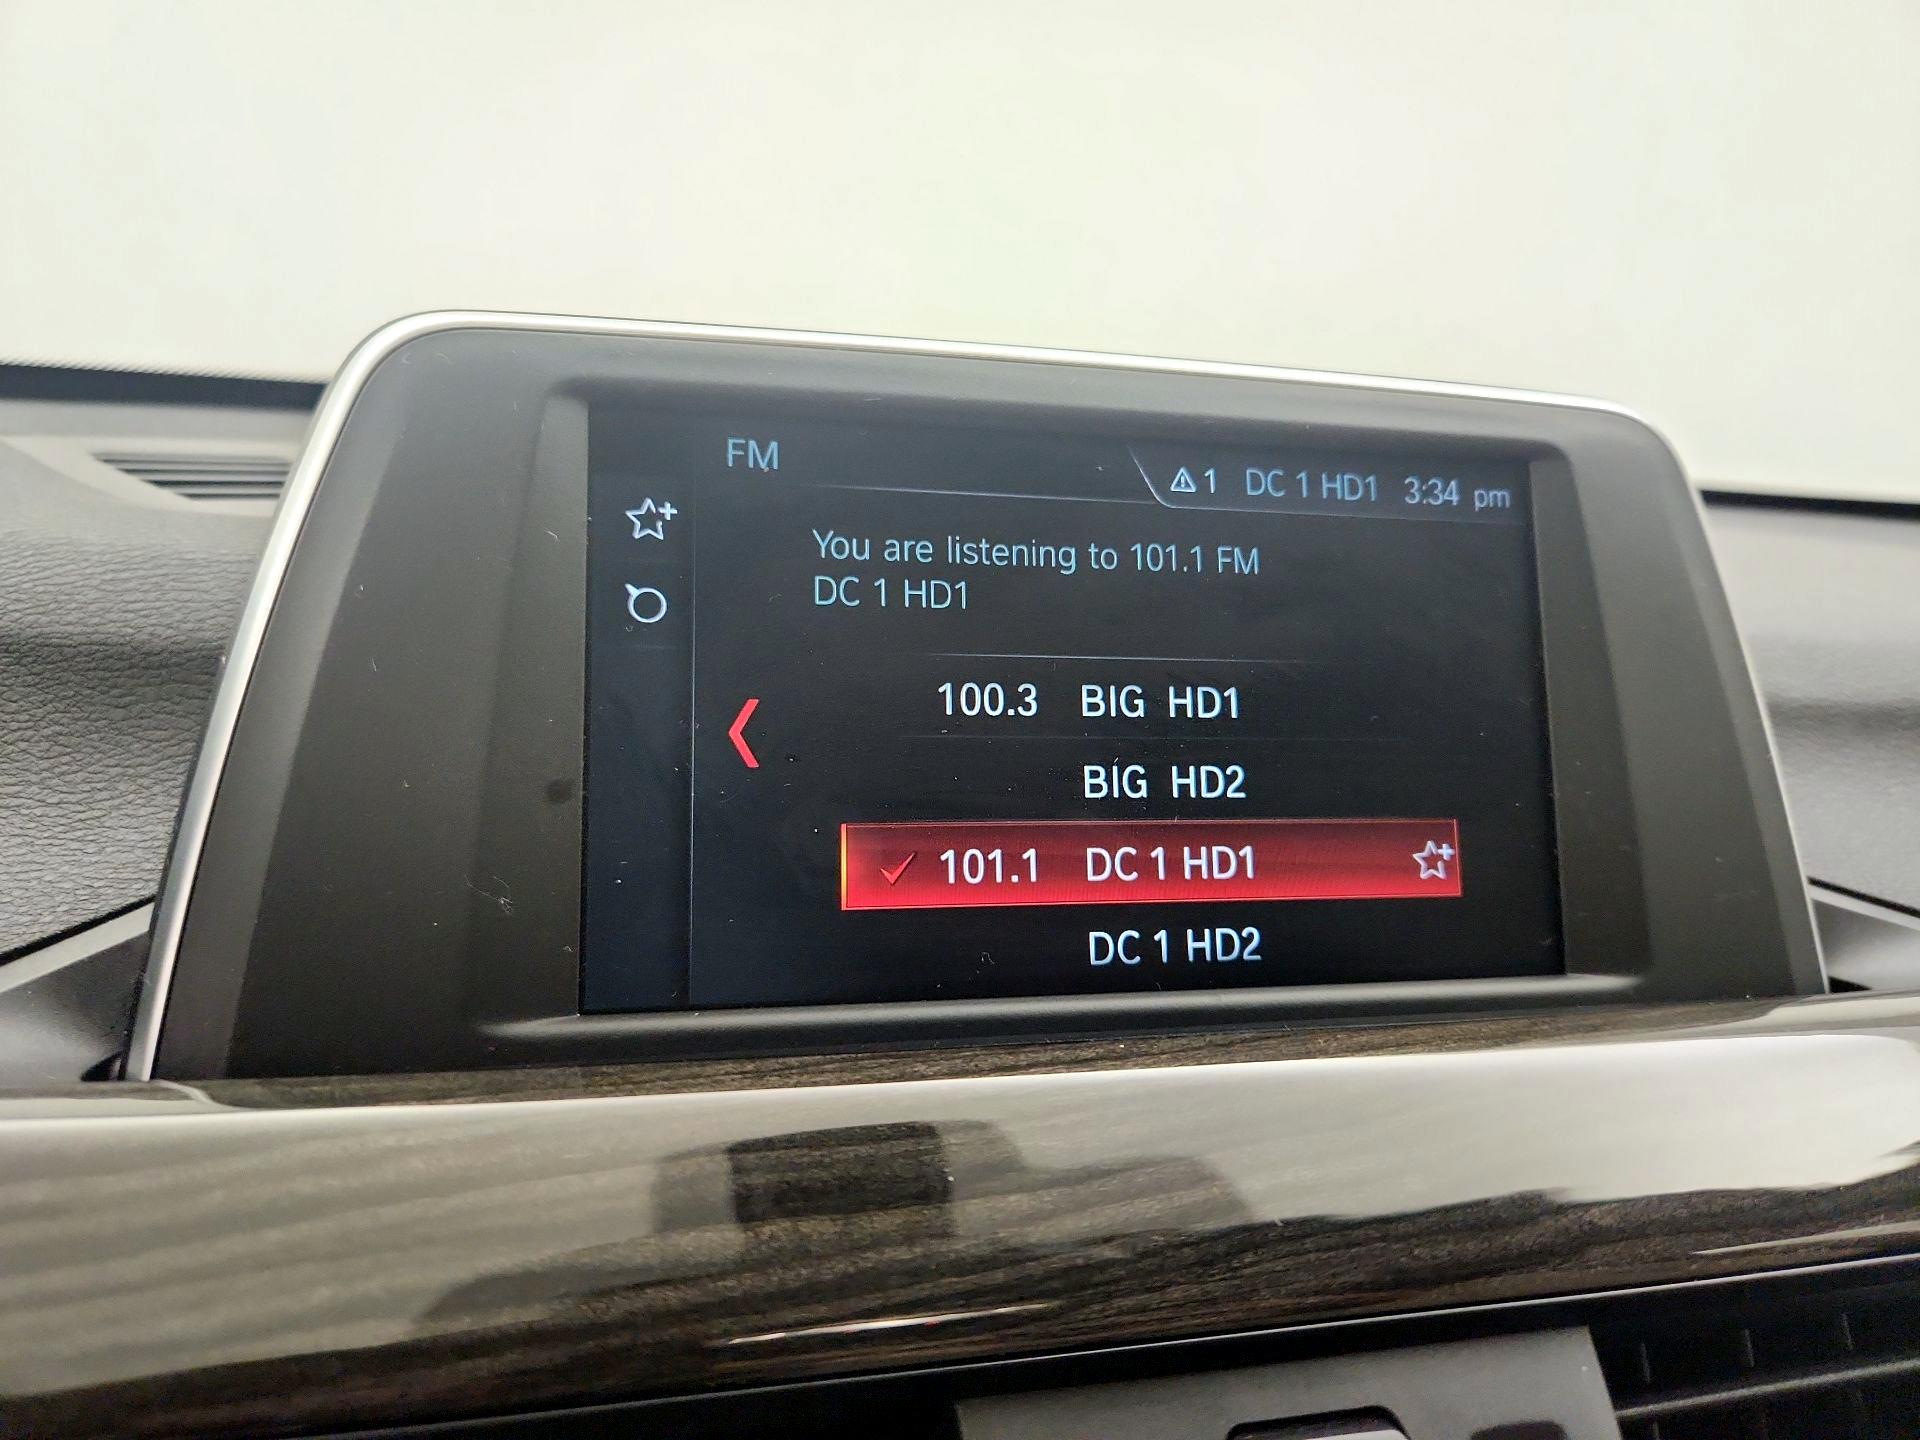 FM
1 DC 1 HD1 3:34 pm
You are listening to 101.1 FM
DC 1 HD1
100.3 BIG HD1
BIG HD2
101.1 DC 1 HD1
DC 1 HD2